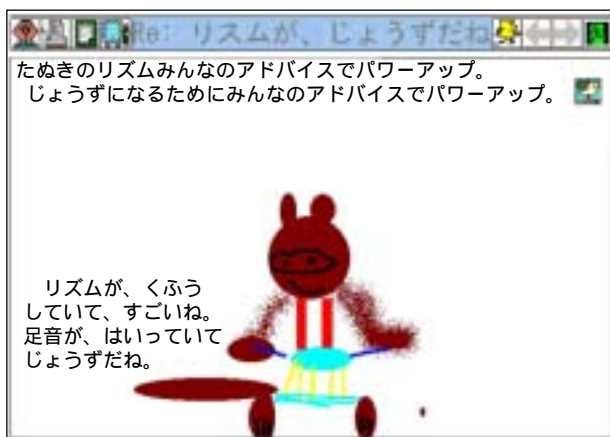 Re: リズムが、じょうずだね
たぬきのリズムみんなのアドバイスでパワーアップ。
じょうずになるためにみんなのアドバイスでパワーアップ。
リズムが、くふう
していて、すごいね。
足音が、はいっていて
じょうずだね。